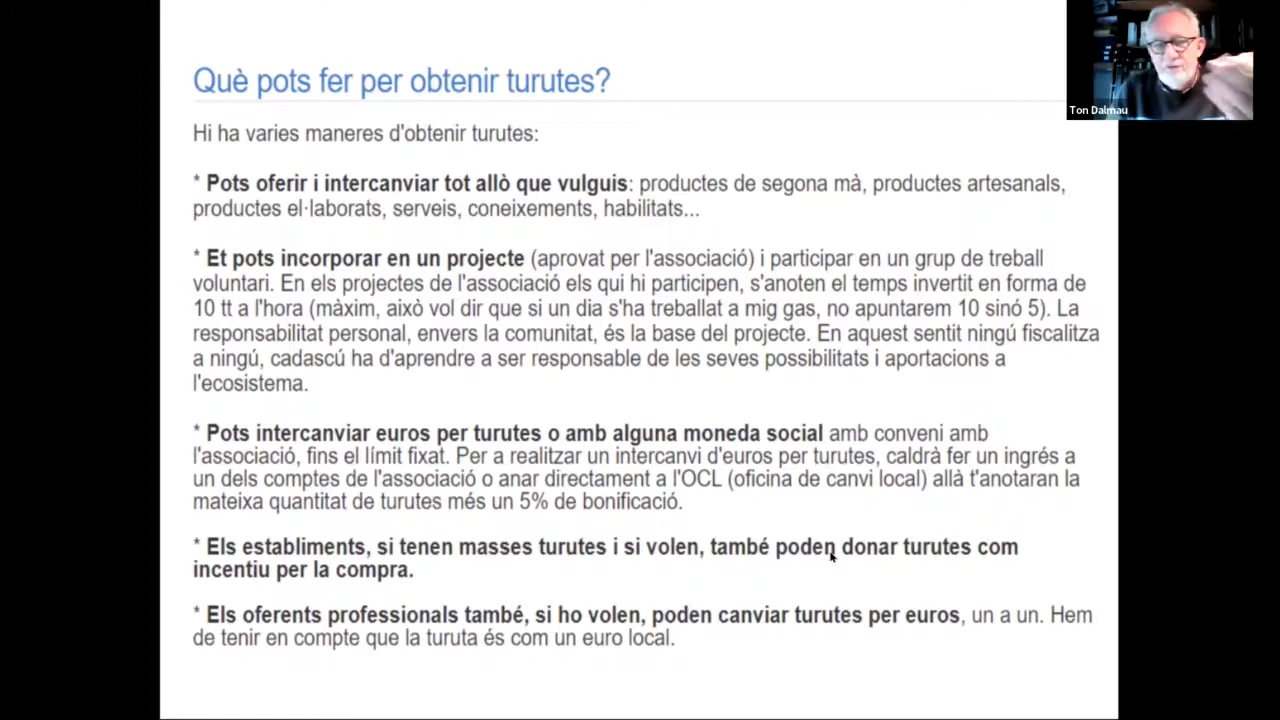 Què pots fer per obtenir turutes?
Ton Dalmau
Hi ha varies maneres d'obtenir turutes:
* Pots oferir i intercanviar tot allò que vulguis: productes de segona mà, productes artesanals,
productes el·laborats, serveis, coneixements, habilitats...
* Et pots incorporar en un projecte (aprovat per l'associació) i participar en un grup de treball
voluntari. En els projectes de l'associació els qui hi participen, s'anoten el temps invertit en forma de
10 tt a l'hora (màxim, això vol dir que si un dia s'ha treballat a mig gas, no apuntarem 10 sinó 5). La
responsabilitat personal, envers la comunitat, és la base del projecte. En aquest sentit ningú fiscalitza
a ningú, cadascú ha d'aprendre a ser responsable de les seves possibilitats i aportacions a
l'ecosistema.
* Pots intercanviar euros per turutes o amb alguna moneda social amb conveni amb
l'associació, fins el límit fixat. Per a realitzar un intercanvi d'euros per turutes, caldrà fer un ingrés a
un dels comptes de l'associació o anar directament a l'OCL (oficina de canvi local) allà t'anotaran la
mateixa quantitat de turutes més un 5% de bonificació.
* Els establiments, si tenen masses turutes i si volen, també poden donar turutes com
incentiu per la compra.
* Els oferents professionals també, si ho volen, poden canviar turutes per euros, un a un. Hem
de tenir en compte que la turuta és com un euro local.